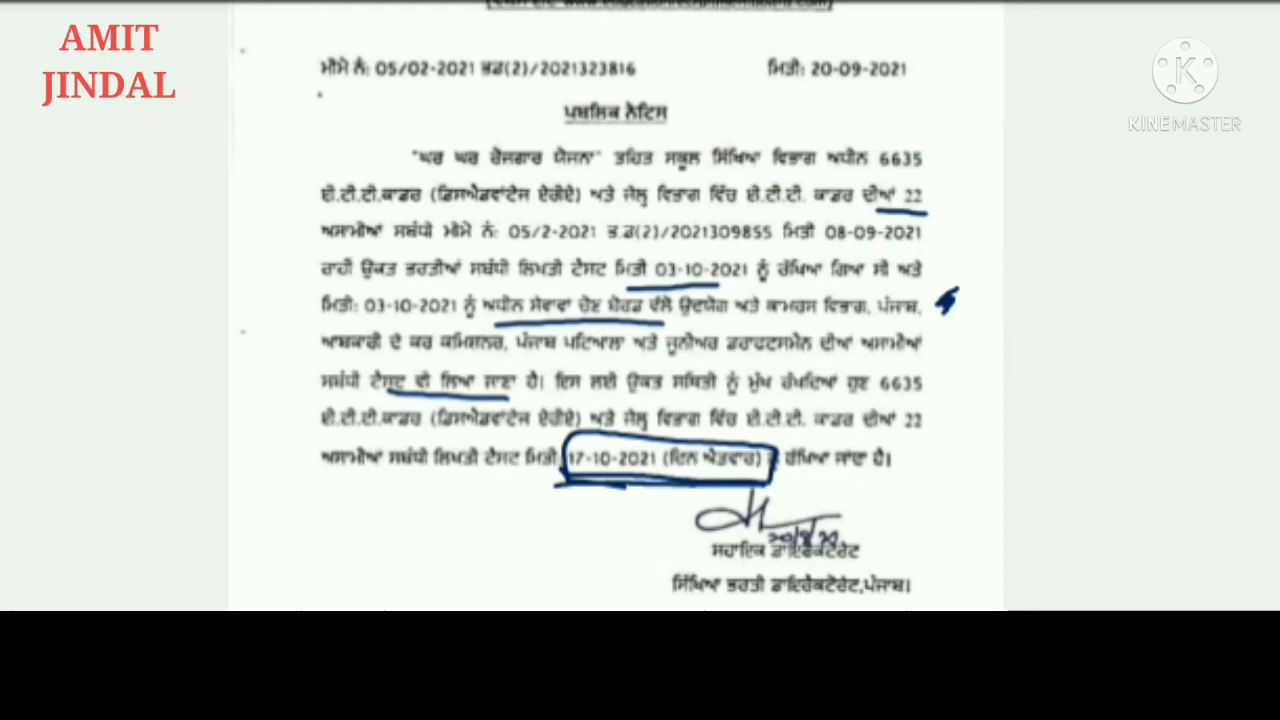 AMIT
JINDAL
KINEMASTER
ਮੀਮੋ ਨੰ: 05/02-2021 ਭਡ(2)/2021323816 ਮਿਤੀ: 20-09-2021
ਪਬਲਿਕ ਨੋਟਿਸ
"ਘਰ ਘਰ ਰੋਜਗਾਰ ਯੋਜਨਾ" ਤਹਿਤ ਸਕੂਲ ਸਿੱਖਿਆ ਵਿਭਾਗ ਅਧੀਨ 6635
ਈ.ਟੀ.ਟੀ.ਕਾਡਰ (ਡਿਸਐਡਵਾਂਟੇਜ ਏਰੀਏ) ਅਤੇ ਜੇਲ੍ਹ ਵਿਭਾਗ ਵਿੱਚ ਈ.ਟੀ.ਟੀ. ਕਾਡਰ ਦੀਆਂ 22
ਅਸਾਮੀਆਂ ਸਬੰਧੀ ਮੀਮੋ ਨੰ: 05/2-2021 ਭ.ਡ(2)/2021309855 ਮਿਤੀ 08-09-2021
ਰਾਹੀ ਉਕਤ ਭਰਤੀਆਂ ਸਬੰਧੀ ਲਿਖਤੀ ਟੈਸਟ ਮਿਤੀ 03-10-2021 ਨੂੰ ਰੱਖਿਆ ਗਿਆ ਸੀ ਅਤੇ
ਮਿਤੀ: 03-10-2021 ਨੂੰ ਅਧੀਨ ਸੇਵਾਵਾਂ ਚੋਣ ਬੋਰਡ ਵੱਲੋ ਉਦਯੋਗ ਅਤੇ ਕਾਮਰਸ ਵਿਭਾਗ, ਪੰਜਾਬ,
ਆਬਕਾਰੀ ਦੇ ਕਰ ਕਮਿਸ਼ਨਰ, ਪੰਜਾਬ ਪਟਿਆਲਾ ਅਤੇ ਜੂਨੀਅਰ ਡਰਾਫਟਸਮੈਨ ਦੀਆਂ ਅਸਾਮੀਆਂ
ਸਬੰਧੀ ਟੈਸਟ ਵੀ ਲਿਆ ਜਾਣਾ ਹੈ। ਇਸ ਲਈ ਉਕਤ ਸਥਿਤੀ ਨੂੰ ਮੁੱਖ ਰੱਖਦਿਆਂ ਹੁਣ 6635
ਈ.ਟੀ.ਟੀ.ਕਾਡਰ (ਡਿਸਐਡਵਾਂਟੇਜ ਏਰੀਏ) ਅਤੇ ਜੇਲ੍ਹ ਵਿਭਾਗ ਵਿੱਚ ਈ.ਟੀ.ਟੀ. ਕਾਡਰ ਦੀਆਂ 22
ਅਸਾਮੀਆਂ ਸਬੰਧੀ ਲਿਖਤੀ ਟੈਸਟ ਮਿਤੀ 17-10-2021 (ਦਿਨ ਐਤਵਾਰ) ਰੱਖਿਆ ਜਾਂਦਾ ਹੈ।
ਸਹਾਇਕ ਡਾਇਰੈਕਟੋਰੇਟ
ਸਿੱਖਿਆ ਭਰਤੀ ਡਾਇਰੈਕਟੋਰੇਟ,ਪੰਜਾਬ।